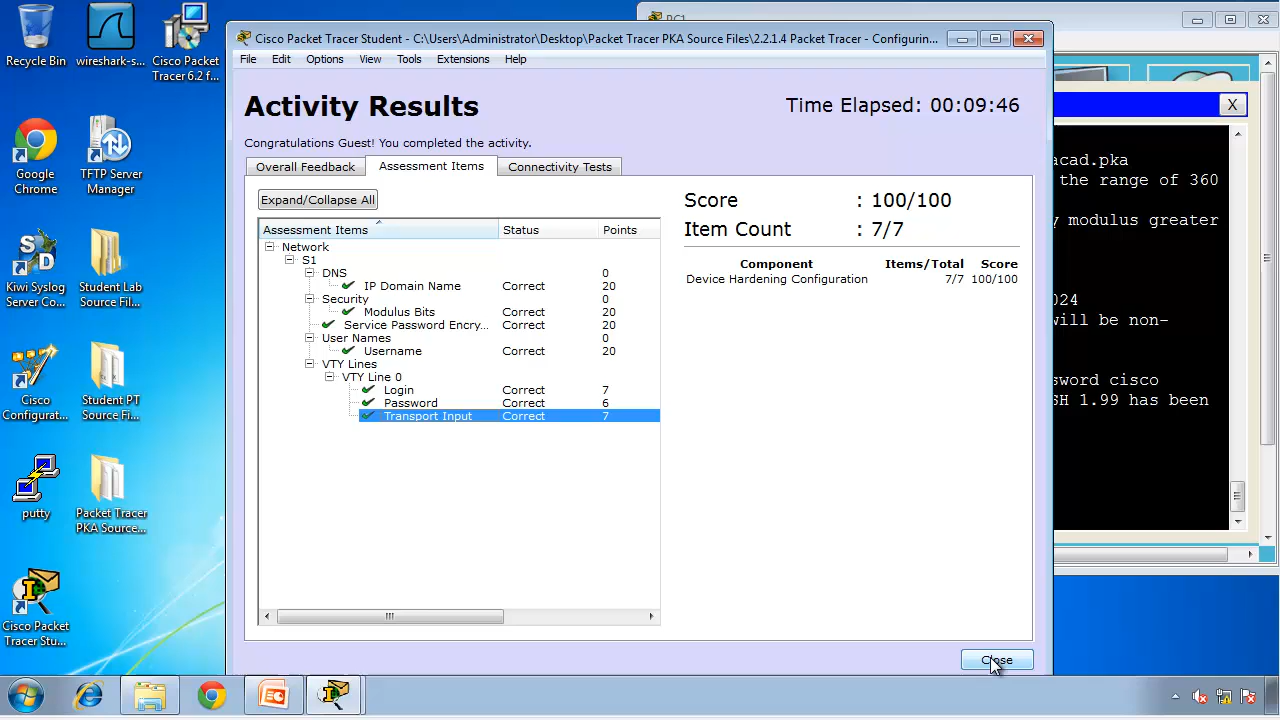 Recycle Bin
wireshark-s...
Cisco Packet
Tracer 6.2 f...
Google
Chrome
TFTP Server
Manager
Kiwi Syslog
Server Co...
Student Lab
Source Fil...
Cisco
Configurat...
Student PT
Source Fi...
putty
Packet Tracer
PKA Source...
Cisco Packet
Tracer Stu...
PC1
Cisco Packet Tracer Student - C:\Users\Administrator\Desktop\Packet Tracer PKA Source Files\2.2.1.4 Packet Tracer - Configurin...
File Edit Options View Tools Extensions Help
Activity Results
Time Elapsed: 00:09:46
Congratulations Guest! You completed the activity.
Overall Feedback Assessment Items Connectivity Tests
Expand/Collapse All
Assessment Items Status Points
Network
S1
DNS 0
IP Domain Name Correct 20
Security 0
Modulus Bits Correct 20
Service Password Encry... Correct 20
User Names 0
Username Correct 20
VTY Lines
VTY Line 0
Login Correct 7
Password Correct 6
Transport Input Correct 7
Score : 100/100
Item Count : 7/7
Component Items/Total Score
Device Hardening Configuration 7/7 100/100
Close
X
acad.pka
the range of 360
y modulus greater
024
will be non-
sword cisco
SH 1.99 has been